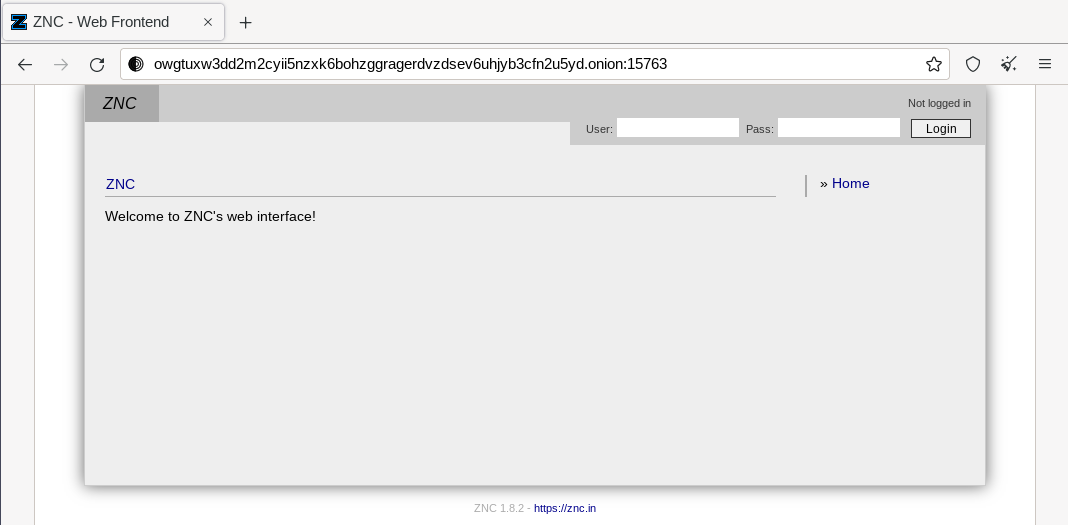 ZNC - Web Frontend
owgtuxw3dd2m2cyii5nzxk6bohzggragerdvzdsev6uhjyb3cfn2u5yd.onion:15763
ZNC
Not logged in
User: Pass: Login
ZNC
» Home
Welcome to ZNC's web interface!
ZNC 1.8.2 - https://znc.in